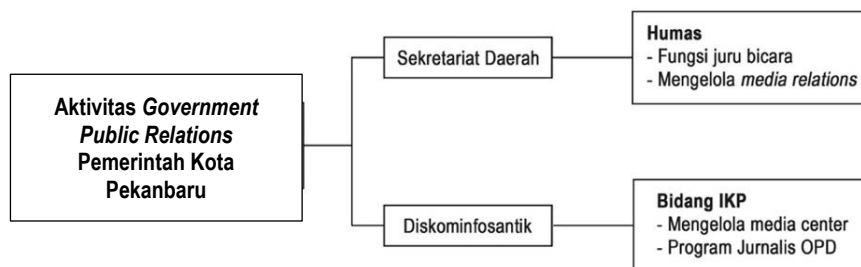 Aktivitas Government
Public Relations
Pemerintah Kota
Pekanbaru
Sekretariat Daerah
Humas
- Fungsi juru bicara
- Mengelola media relations
Diskominfosantik
Bidang IKP
- Mengelola media center
- Program Jurnalis OPD